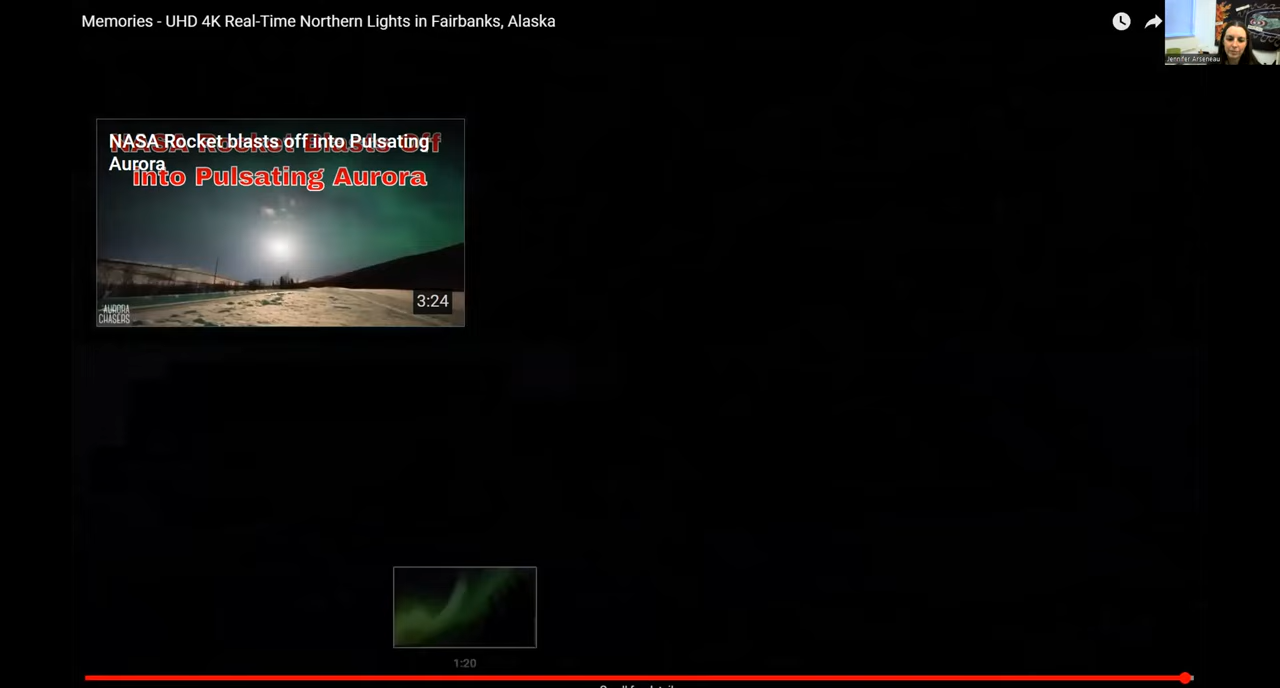 Memories - UHD 4K Real-Time Northern Lights in Fairbanks, Alaska
Jennifer Arseneau
NASA Rocket blasts off into Pulsating
Aurora
NASA Rocket Blasts Off
into Pulsating Aurora
3:24
AURORA
CHASERS
1:20